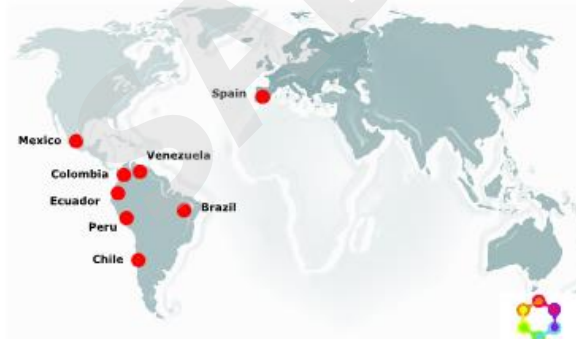 Spain
Mexico
Venezuela
Colombia
Ecuador
Brazil
Peru
Chile